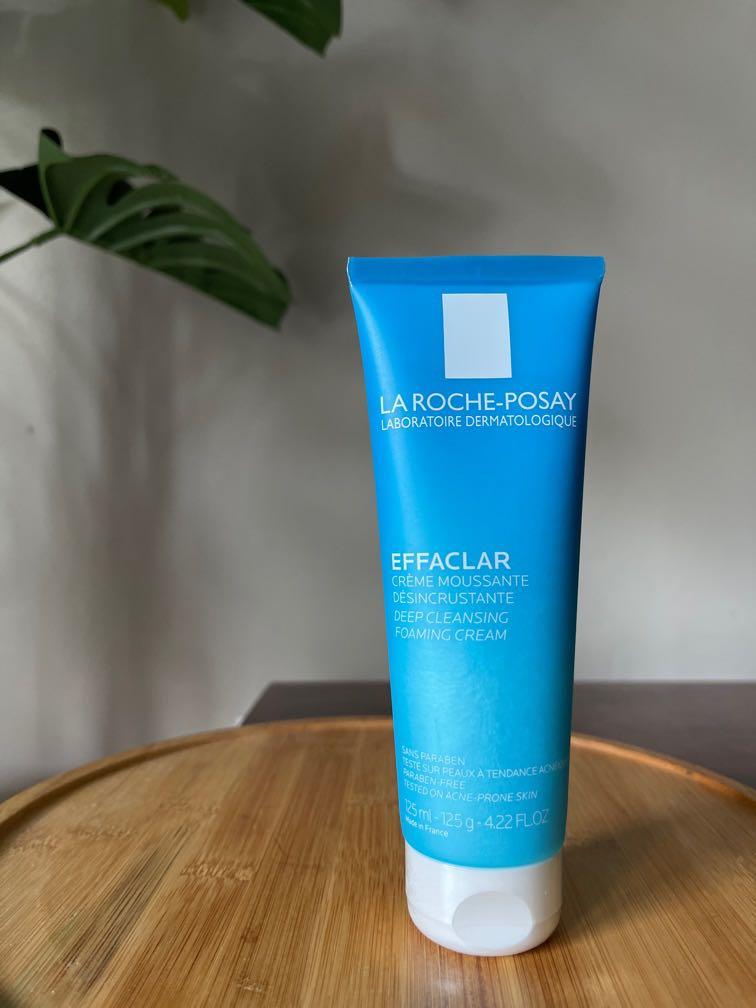 LA ROCHE-POSAY
LABORATOIRE DERMATOLOGIQUE
EFFACLAR
CRÈME MOUSSANTE
DÉSINCRUSTANTE
DEEP CLEANSING
FOAMING CREAM
SANS PARABEN
TESTÉ SUR PEAUX À TENDANCE
PARABEN-FREE
TESTED ON ACNE-PRONE SKIN
125 ml - 125 g - 4.22 FL.OZ
Made in France